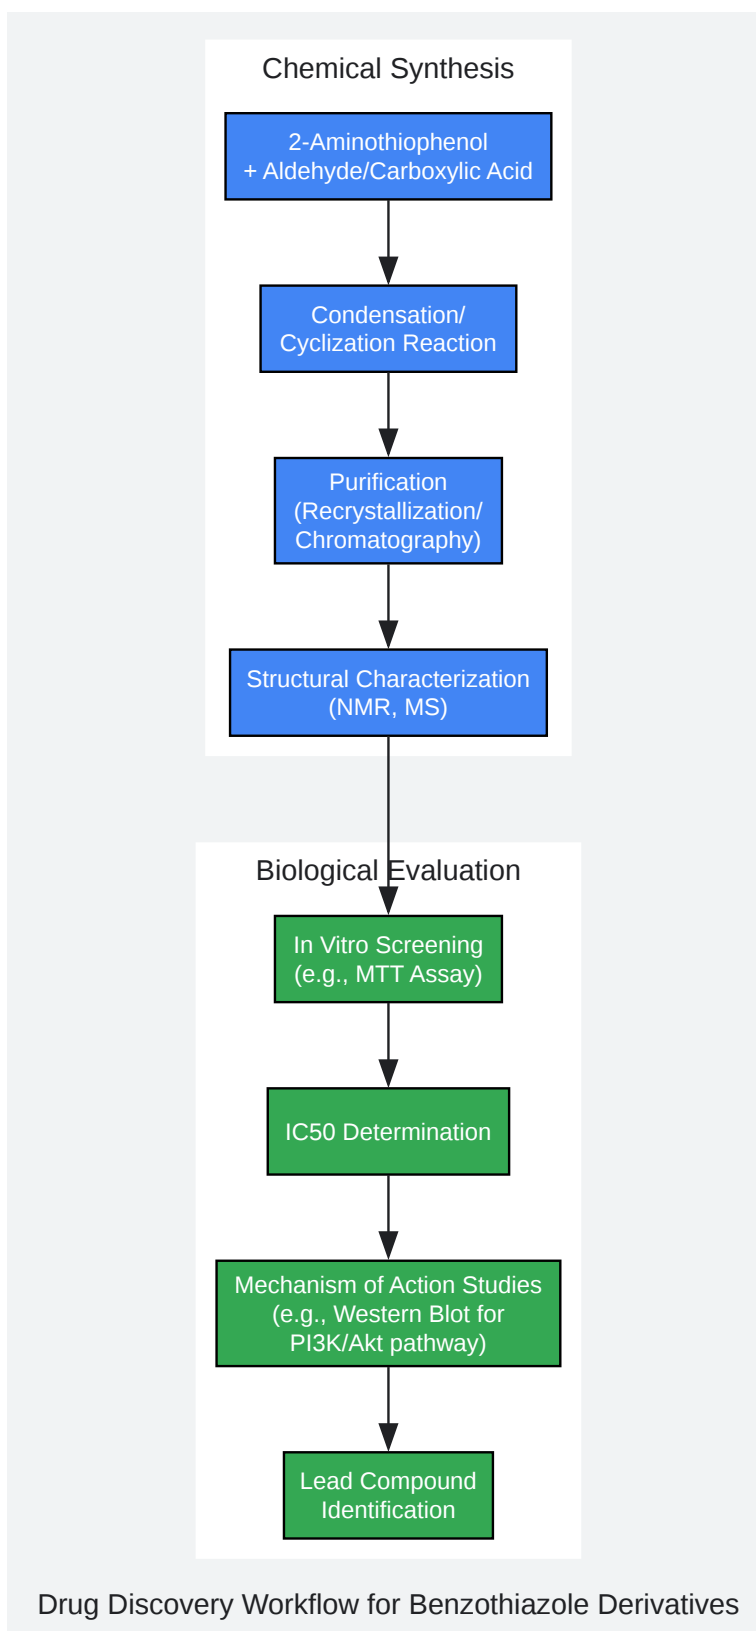 Chemical Synthesis
2-Aminothiophenol
+ Aldehyde/Carboxylic Acid
Condensation/
Cyclization Reaction
Purification
(Recrystallization/
Chromatography)
Structural Characterization
(NMR, MS)
Biological Evaluation
In Vitro Screening
(e.g., MTT Assay)
IC50 Determination
Mechanism of Action Studies
(e.g., Western Blot for
PI3K/Akt pathway)
Lead Compound
Identification
Drug Discovery Workflow for Benzothiazole Derivatives